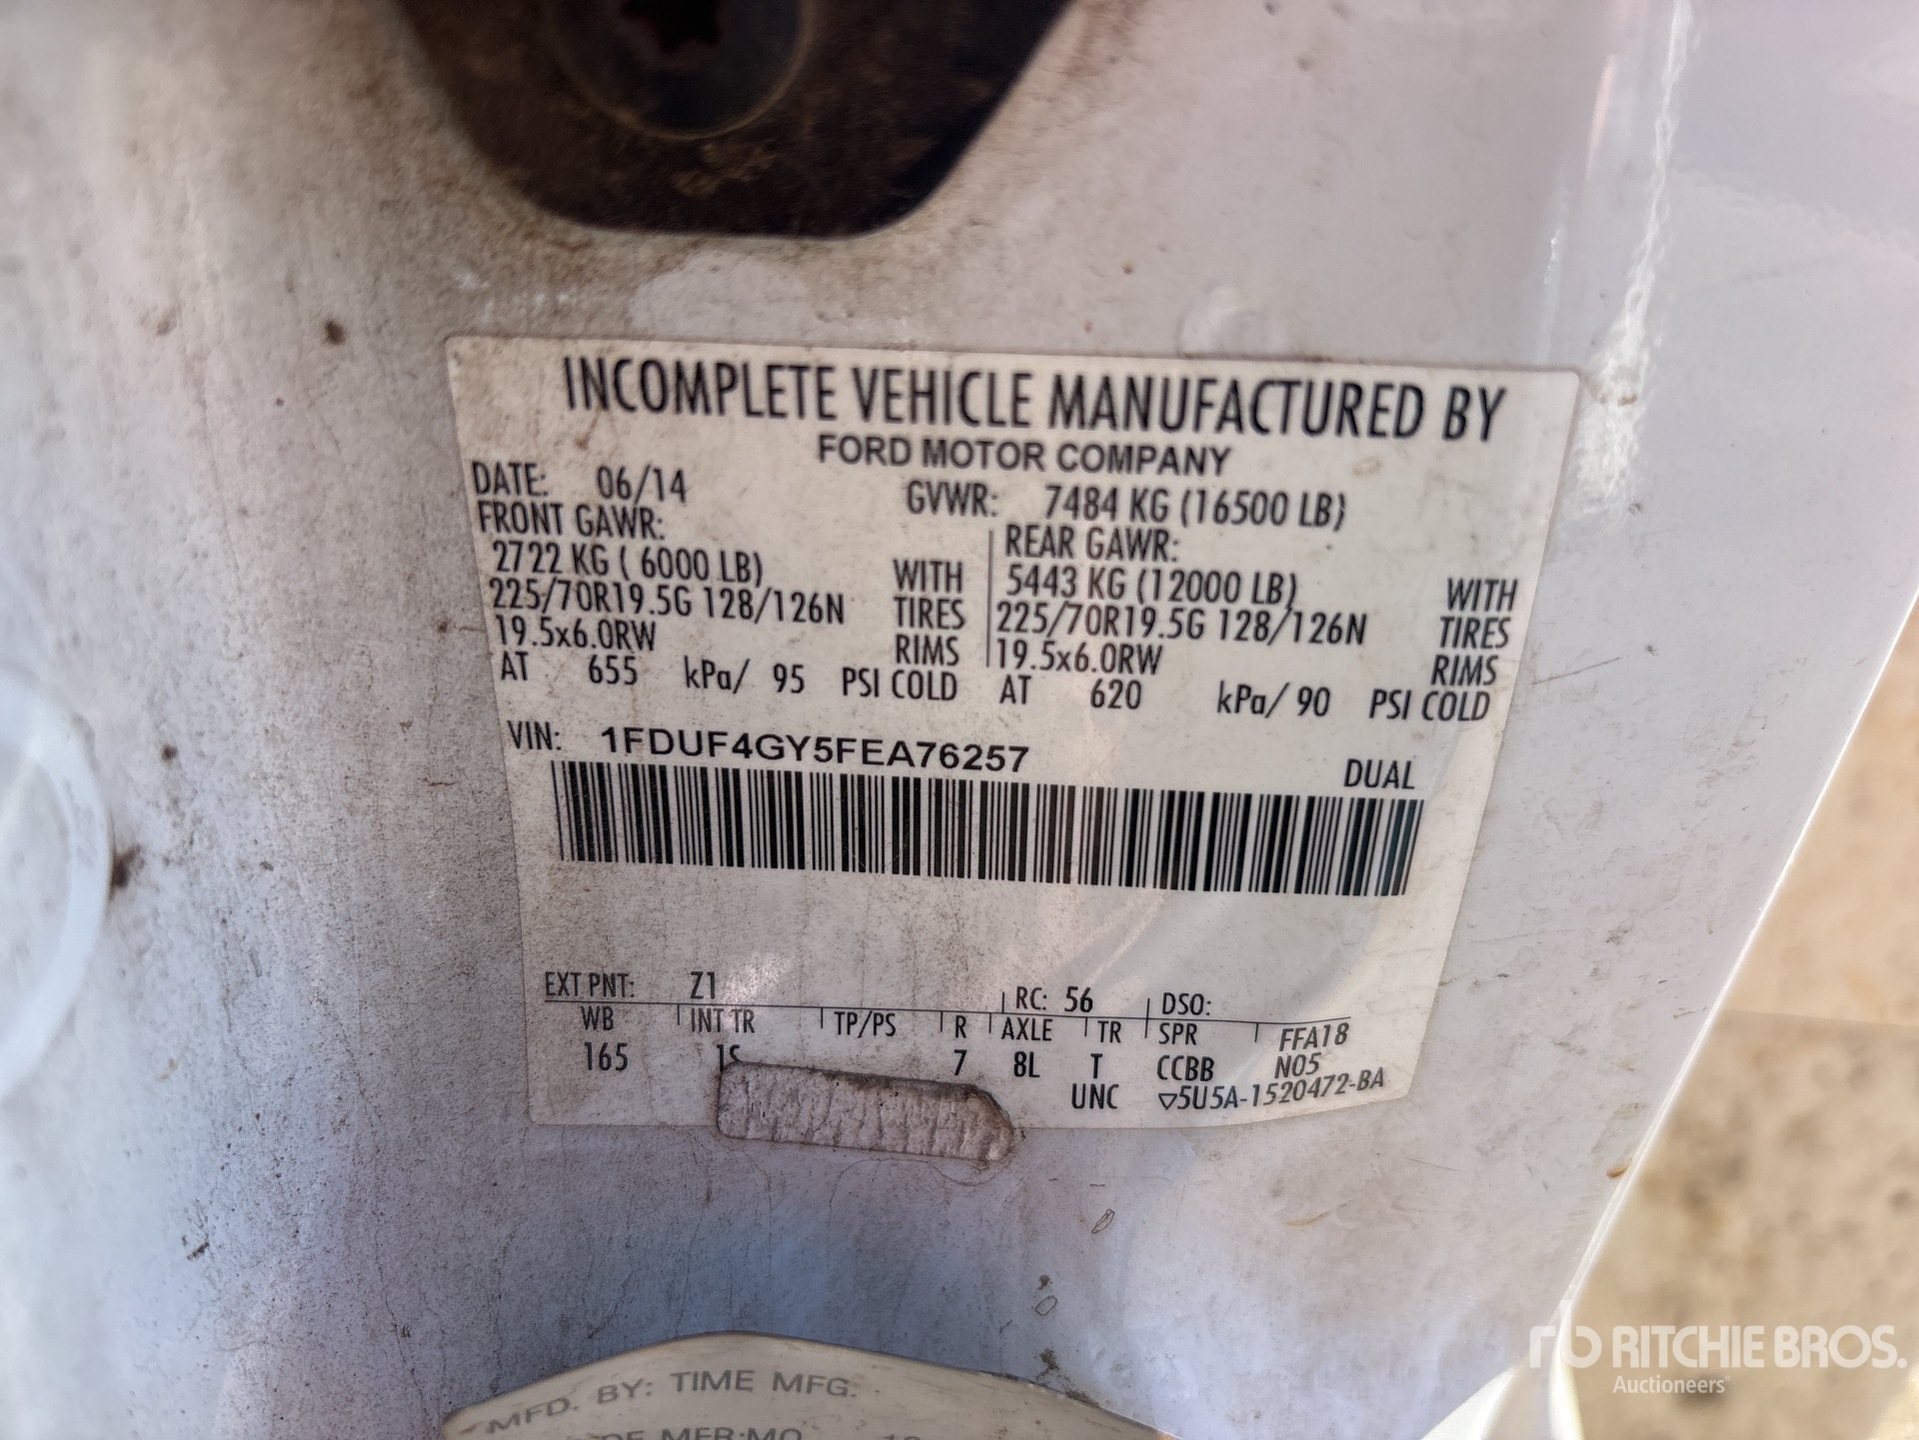 INCOMPLETE VEHICLE MANUFACTURED BY
FORD MOTOR COMPANY
DATE: 06/14 GVWR: 7484 KG (16500 LB)
FRONT GAWR: REAR GAWR:
2722 KG ( 6000 LB) WITH 5443 KG (12000 LB) WITH
225/70R19.5G 128/126N TIRES 225/70R19.5G 128/126N TIRES
19.5x6.0RW RIMS 19.5x6.0RW RIMS
AT 655 kPa/ 95 PSI COLD AT 620 kPa/ 90 PSI COLD
VIN: 1FDUF4GY5FEA76257
DUAL
EXT PNT: Z1 RC: 56 DSO:
WB INT TR TP/PS R AXLE TR SPR FFA18
165 1S 7 8L T CCBB N05
UNC ▽5U5A-1520472-BA
MFD. BY: TIME MFG.
MFR:MO
rb RITCHIE BROS.
Auctioneers